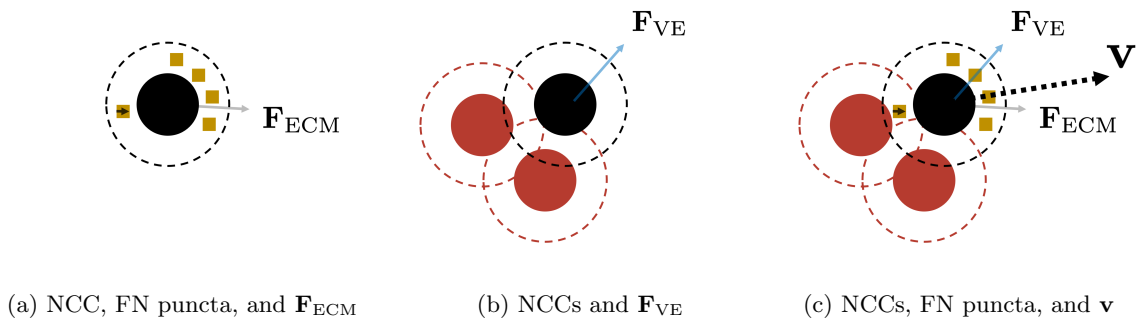 F_ECM
F_VE
F_VE
v
F_ECM
(a) NCC, FN puncta, and F_ECM
(b) NCCs and F_VE
(c) NCCs, FN puncta, and v